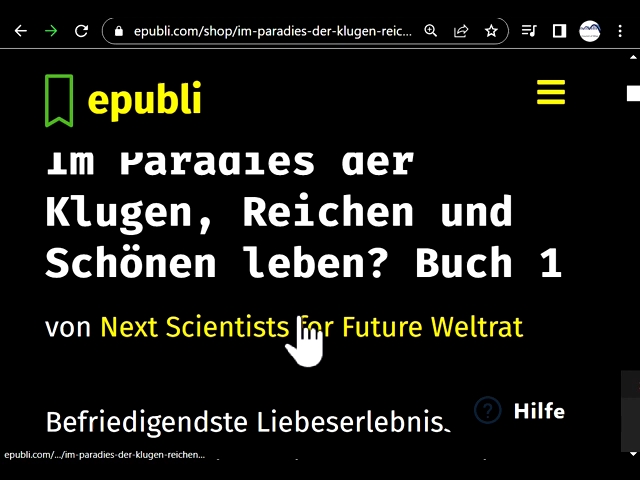 epubli.com/shop/im-paradies-der-klugen-reic...
epubli
Im Paradies der
Klugen, Reichen und
Schönen leben? Buch 1
von Next Scientists for Future Weltrat
Befriedigendste Liebeserlebnis
Hilfe
epubli.com/.../im-paradies-der-klugen-reichen...